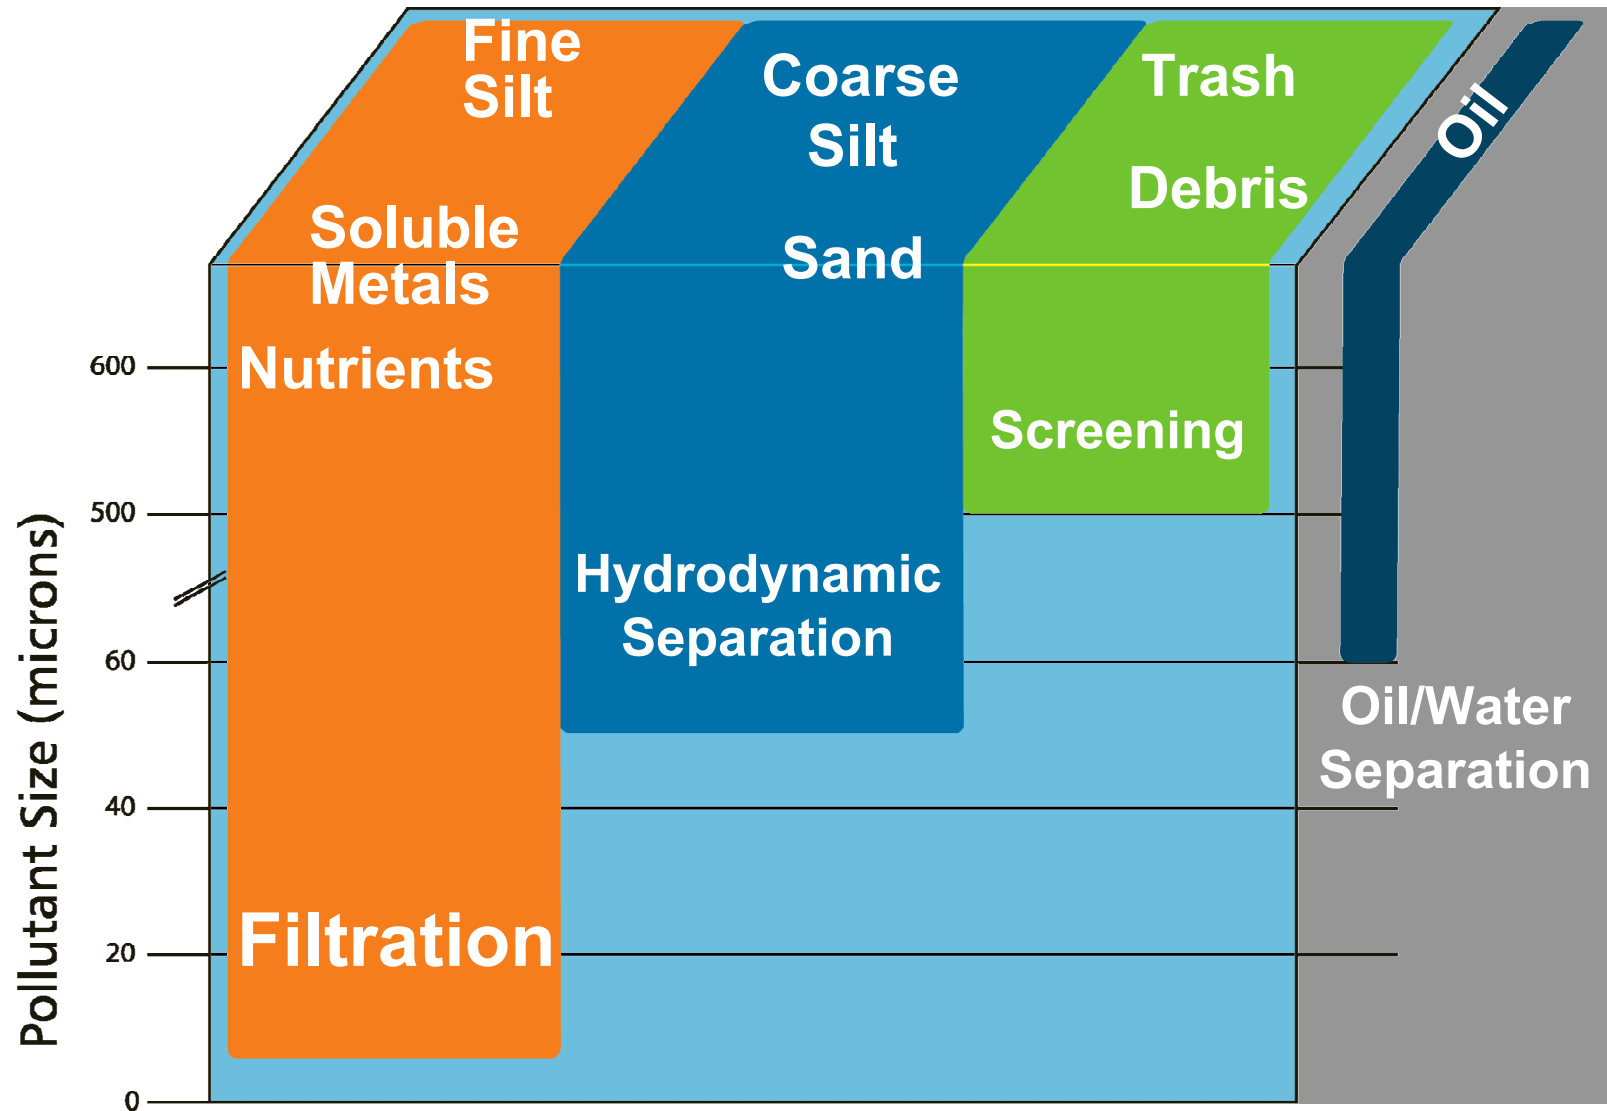 Fine
Silt
Coarse
Silt
Trash
Oil
Debris
Soluble
Metals
Sand
Nutrients
Screening
Hydrodynamic
Separation
Oil/Water
Separation
Filtration
600
500
60
40
20
0
Pollutant Size (microns)